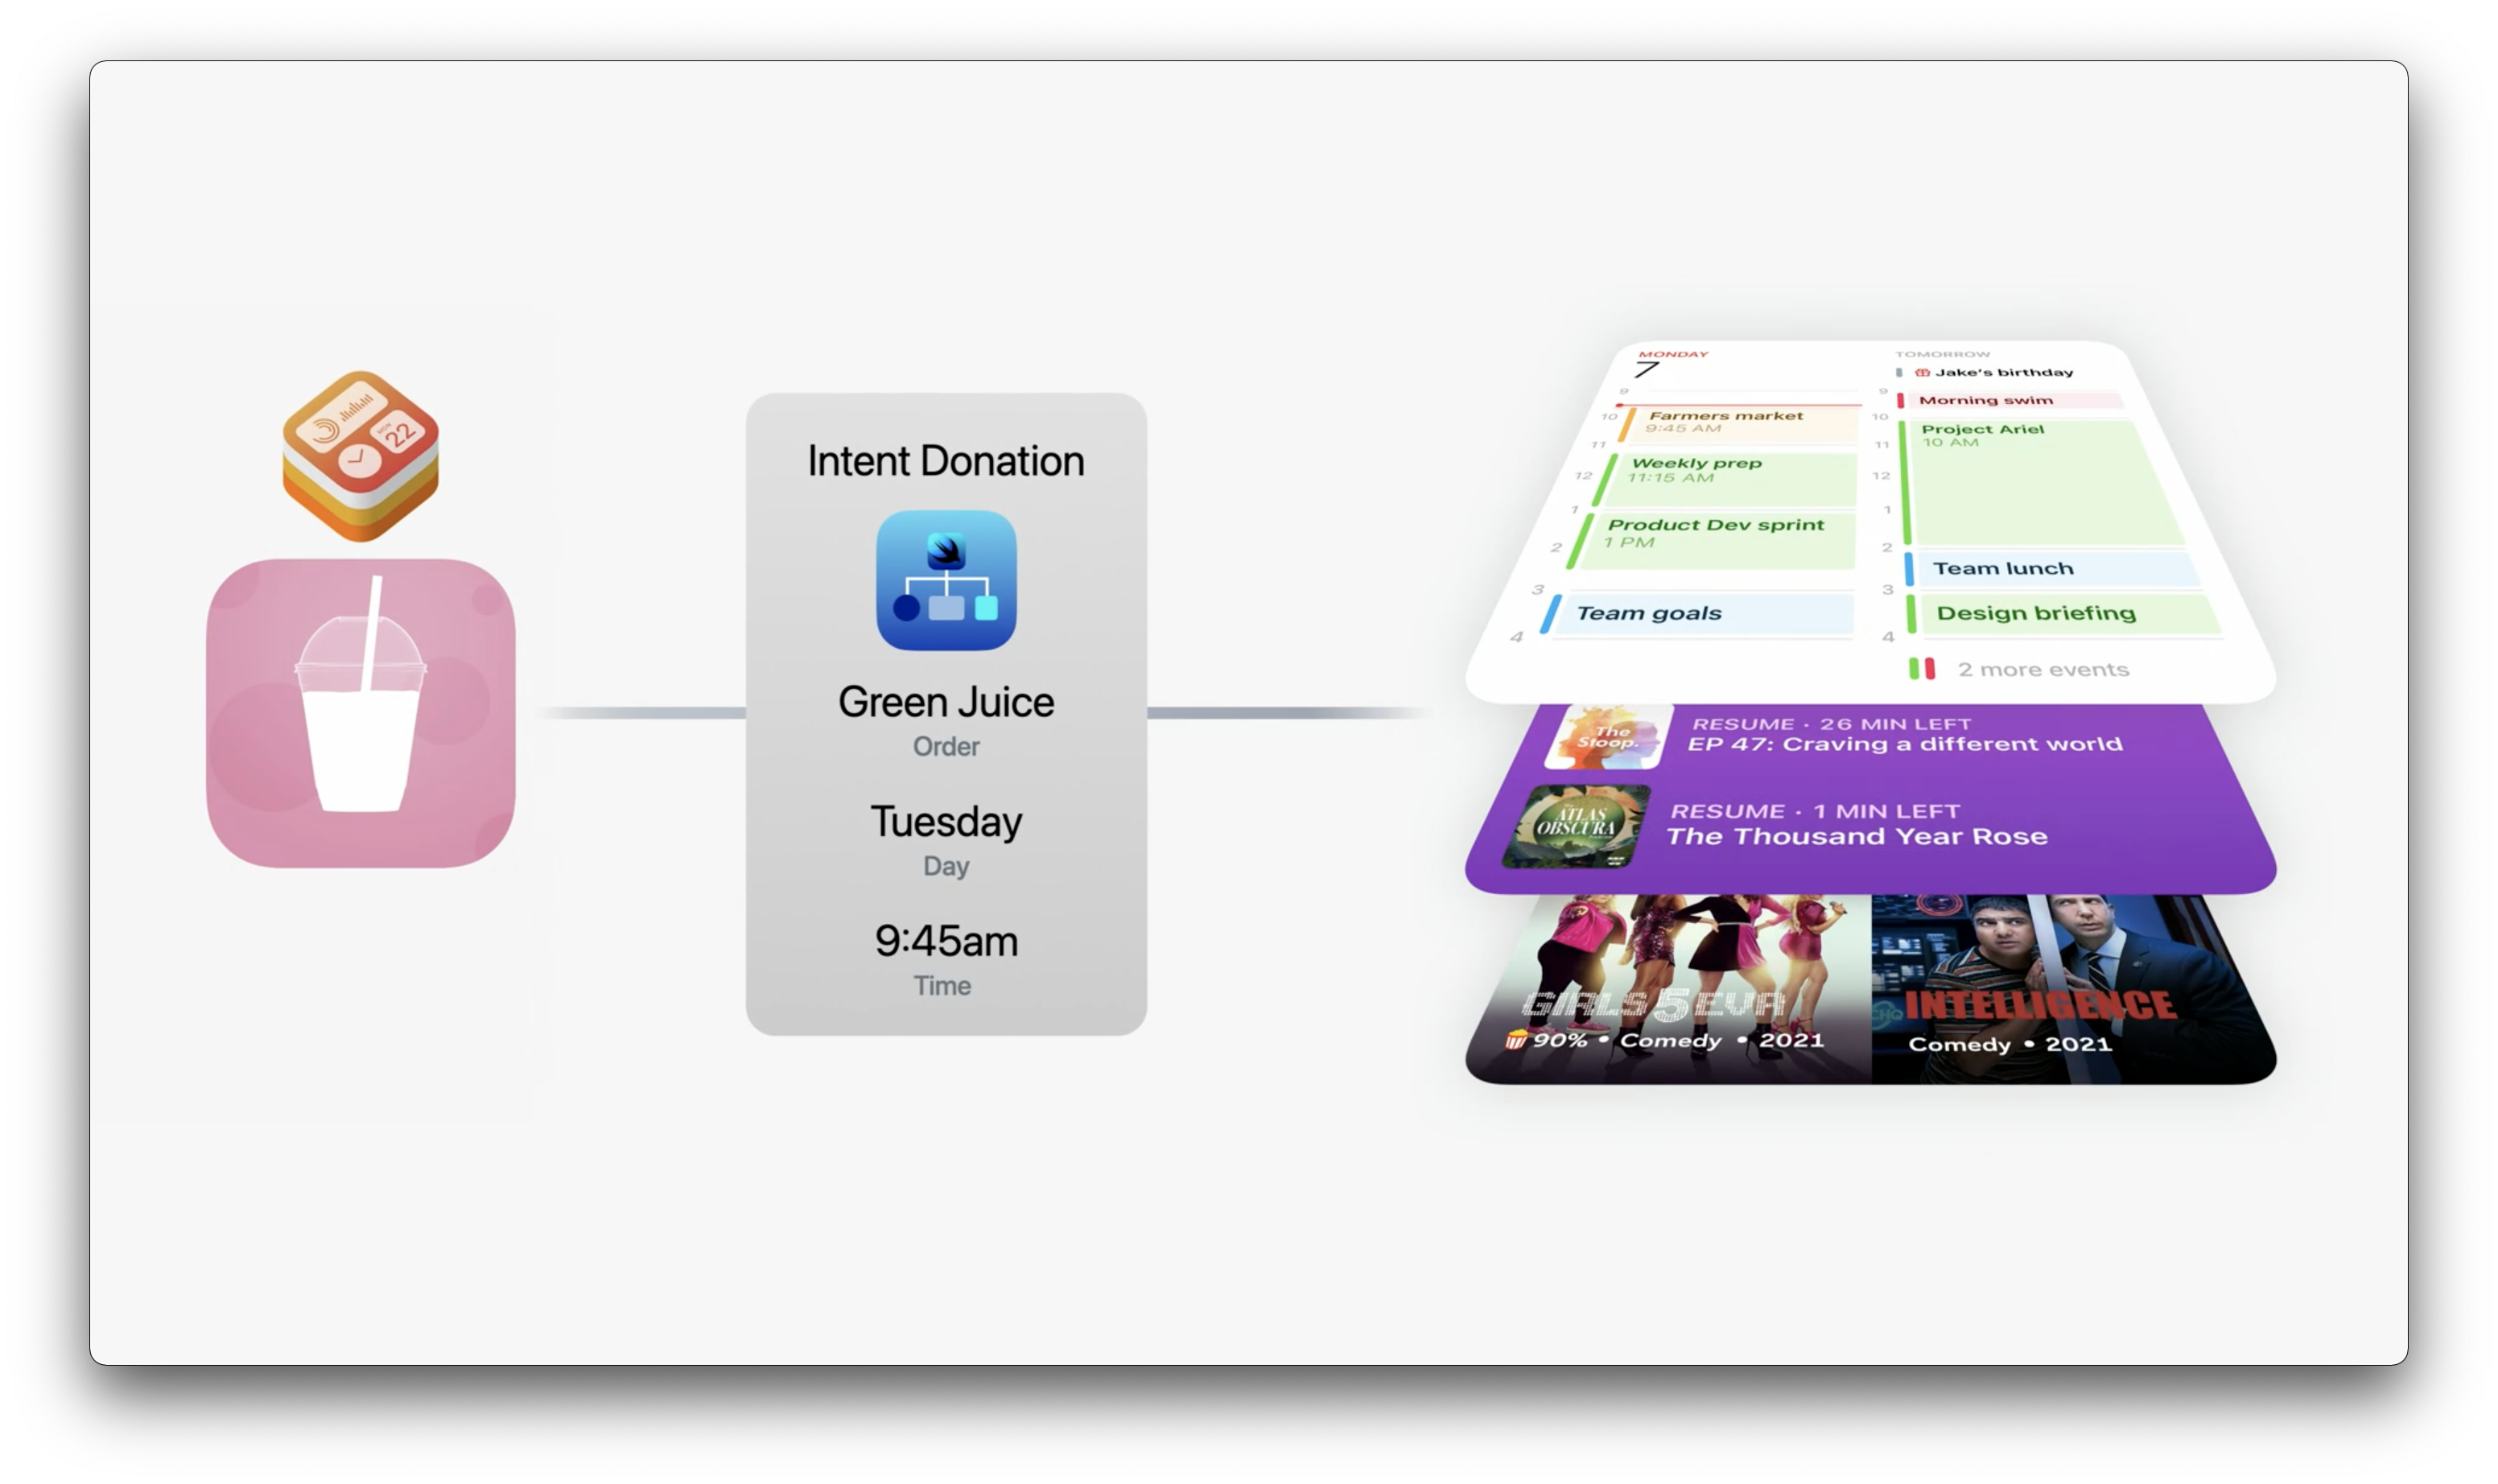 MON
22
Intent Donation
Green Juice
Order
Tuesday
Day
9:45am
Time
MONDAY
7
9
10
Farmers market
9:45 AM
11
12
Weekly prep
11:15 AM
1
Product Dev sprint
1 PM
2
3
Team goals
4
TOMORROW
Jake's birthday
9
Morning swim
10
Project Ariel
10 AM
11
12
1
2
Team lunch
3
Design briefing
4
2 more events
The
Stoop.
RESUME · 26 MIN LEFT
EP 47: Craving a different world
ATLAS
OBSCURA
RESUME · 1 MIN LEFT
The Thousand Year Rose
GIRLS5EVA
🍿90% • Comedy • 2021
INTELLIGENCE
Comedy • 2021